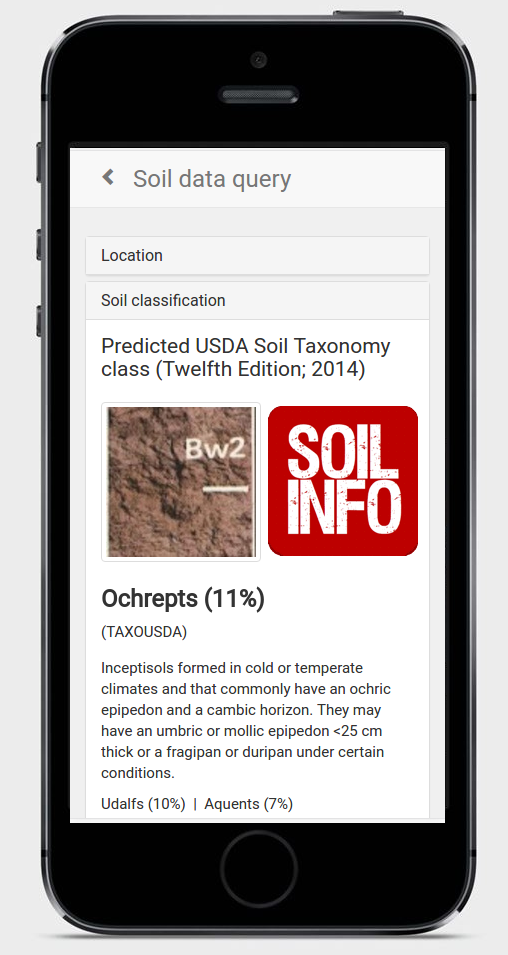 Soil data query
Location
Soil classification
Predicted USDA Soil Taxonomy
class (Twelfth Edition; 2014)
Bw2
SOIL
INFO
Ochrepts (11%)
(TAXOUSDA)
Inceptisols formed in cold or temperate
climates and that commonly have an ochric
epipedon and a cambic horizon. They may
have an umbric or mollic epipedon <25 cm
thick or a fragipan or duripan under certain
conditions.
Udalfs (10%) | Aquents (7%)